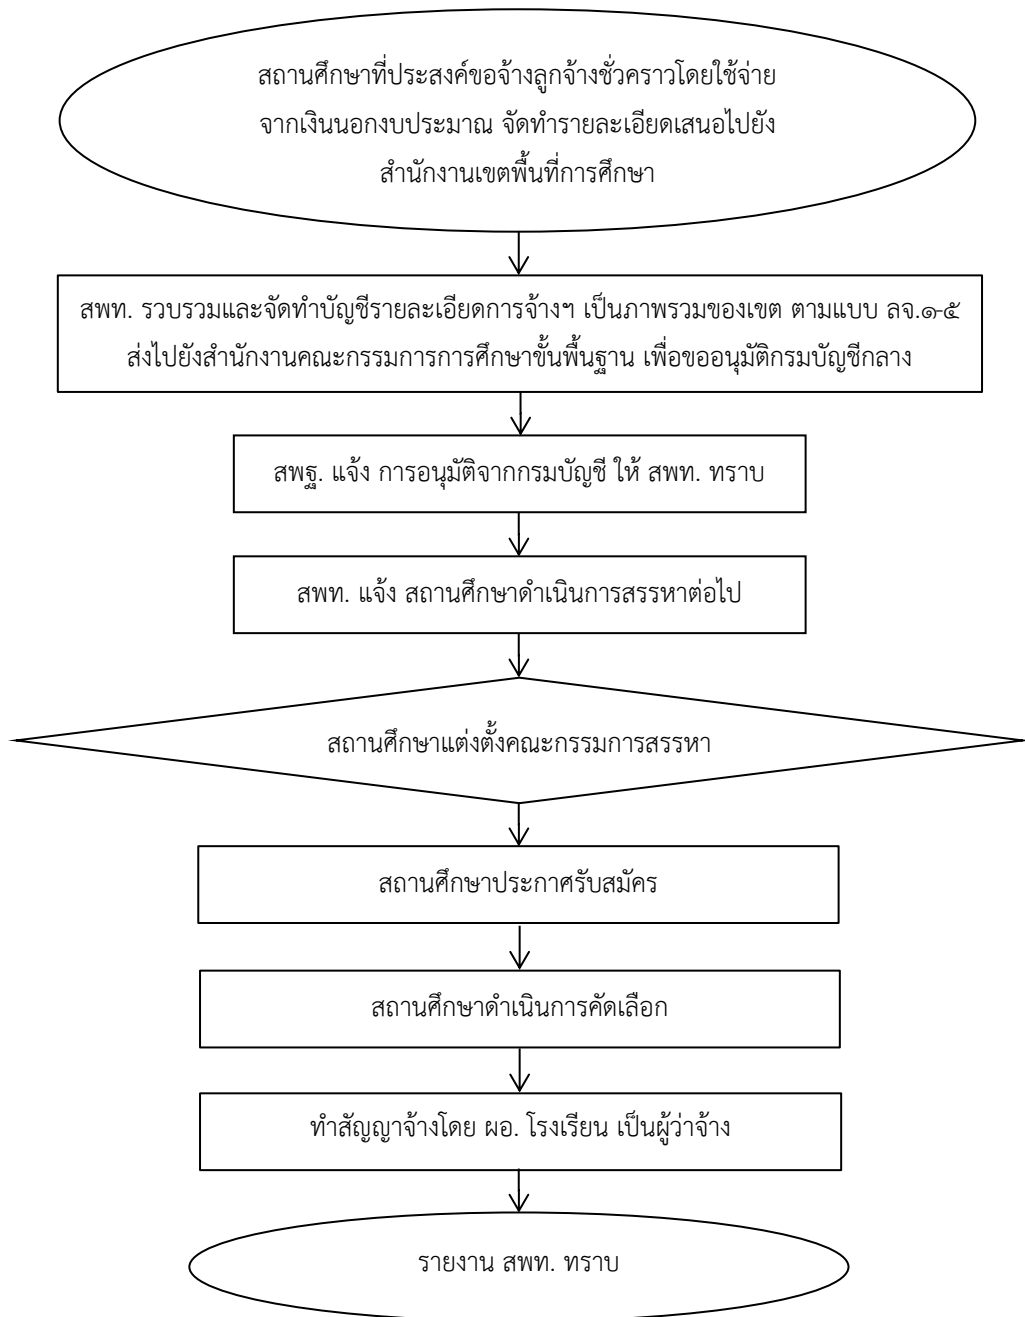 สถานศึกษาที่ประสงค์ขอจ้างลูกจ้างชั่วคราวโดยใช้จ่าย
จากเงินนอกงบประมาณ จัดทำรายละเอียดเสนอไปยัง
สำนักงานเขตพื้นที่การศึกษา
สพท. รวบรวมและจัดทำบัญชีรายละเอียดการจ้างฯ เป็นภาพรวมของเขต ตามแบบ ลจ.๑-๕
ส่งไปยังสำนักงานคณะกรรมการการศึกษาขั้นพื้นฐาน เพื่อขออนุมัติกรมบัญชีกลาง
สพฐ. แจ้ง การอนุมัติจากกรมบัญชี ให้ สพท. ทราบ
สพท. แจ้ง สถานศึกษาดำเนินการสรรหาต่อไป
สถานศึกษาแต่งตั้งคณะกรรมการสรรหา
สถานศึกษาประกาศรับสมัคร
สถานศึกษาดำเนินการคัดเลือก
ทำสัญญาจ้างโดย ผอ. โรงเรียน เป็นผู้ว่าจ้าง
รายงาน สพท. ทราบ